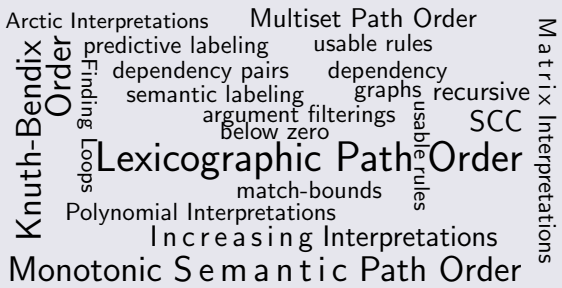 Arctic Interpretations
Multiset Path Order
predictive labeling
usable rules
Knuth-Bendix
Order
Finding Loops
dependency pairs
dependency
graphs
recursive
semantic labeling
argument filterings
below zero
SCC
usable rules
Matrix Interpretations
Lexicographic Path Order
match-bounds
Polynomial Interpretations
Increasing Interpretations
Monotonic Semantic Path Order